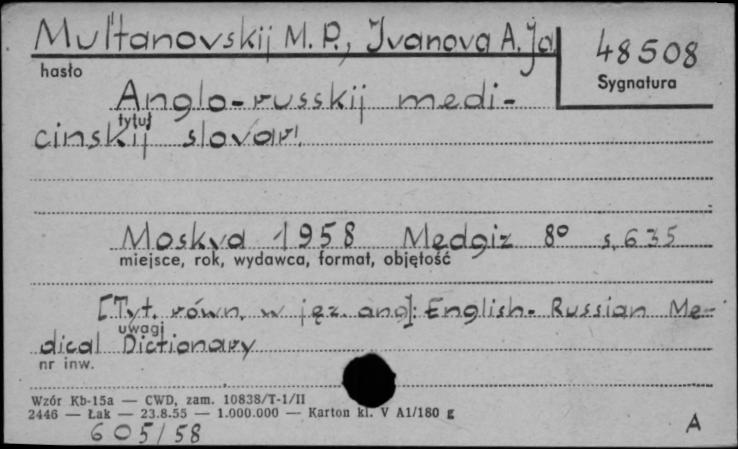 Mul'tanovskij M. P., Ivanova A. Ja
48508
hasło
Sygnatura
Anglo-russkij medi-
tytuł
cinskij slovar'.
Moskva 1958 Medgiz 8° s. 635
miejsce, rok, wydawca, format, objętość
[Tyt. równ. w jęz. ang]: English-Russian Me-
uwagi
dical Dictionary
nr inw.
Wzór Kb-15a — CWD, zam. 10838/T-1/II
2446 — Łak — 23.8.55 — 1.000.000 — Karton kl. V A1/180 g
605/58
A